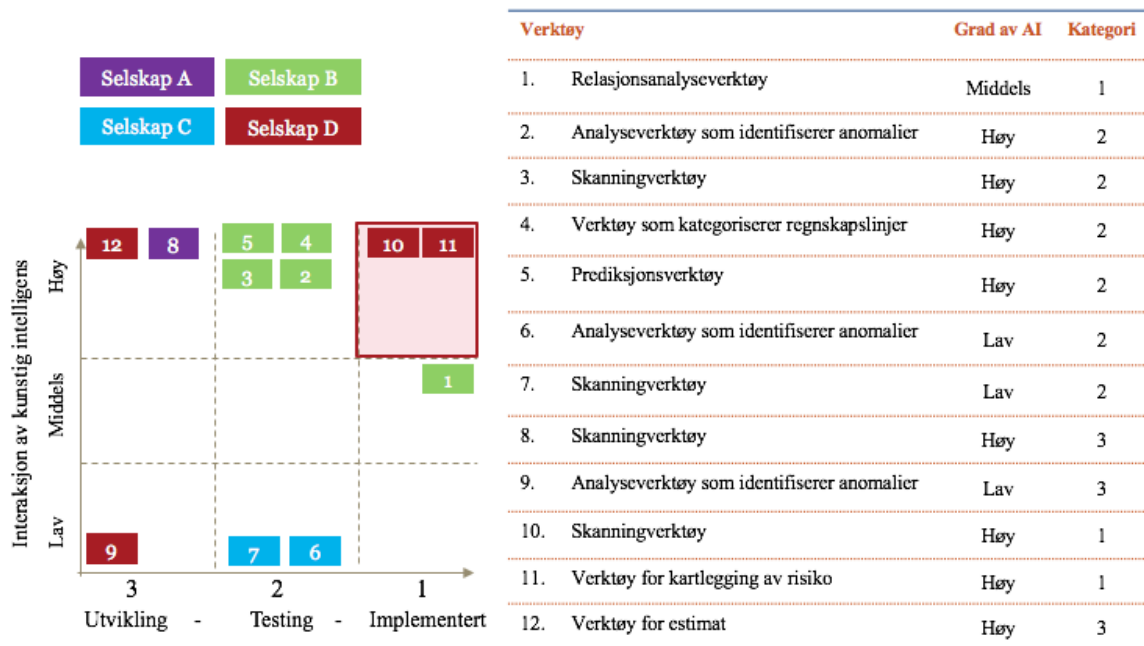 Selskap A
Selskap B
Selskap C
Selskap D
Interaksjon av kunstig intelligens
Høy
Middels
Lav
12
8
5
4
10
11
3
2
1
9
7
6
3
2
1
Utvikling - Testing - Implementert
Verktøy Grad av AI Kategori
1. Relasjonsanalyseverktøy Middels 1
2. Analyseverktøy som identifiserer anomalier Høy 2
3. Skanningverktøy Høy 2
4. Verktøy som kategoriserer regnskapslinjer Høy 2
5. Prediksjonsverktøy Høy 2
6. Analyseverktøy som identifiserer anomalier Lav 2
7. Skanningverktøy Lav 2
8. Skanningverktøy Høy 3
9. Analyseverktøy som identifiserer anomalier Lav 3
10. Skanningverktøy Høy 1
11. Verktøy for kartlegging av risiko Høy 1
12. Verktøy for estimat Høy 3